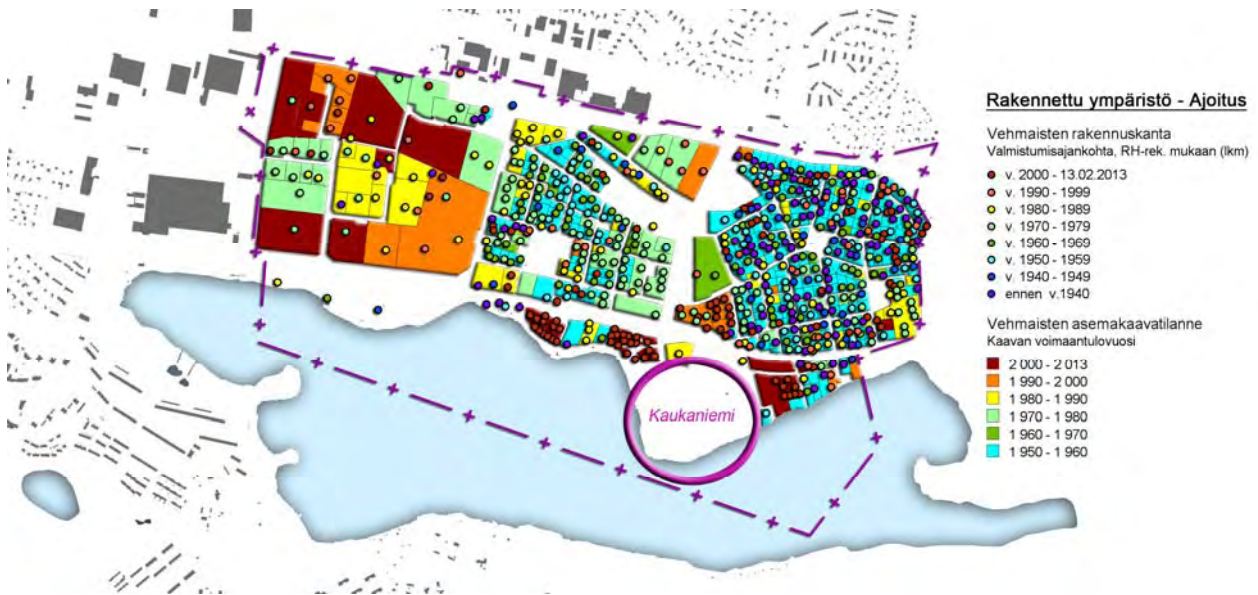 Rakennettu ympäristö - Ajoitus
Vehmaisten rakennuskanta
Valmistumisajankohta, RH-rek. mukaan (lkm)
v. 2000 - 13.02.2013
v. 1990 - 1999
v. 1980 - 1989
v. 1970 - 1979
v. 1960 - 1969
v. 1950 - 1959
v. 1940 - 1949
ennen v.1940
Vehmaisten asemakaavatilanne
Kaavan voimaantulovuosi
2 000 - 2 013
1 990 - 2 000
1 980 - 1 990
1 970 - 1 980
1 960 - 1 970
1 950 - 1 960
Kaukaniemi